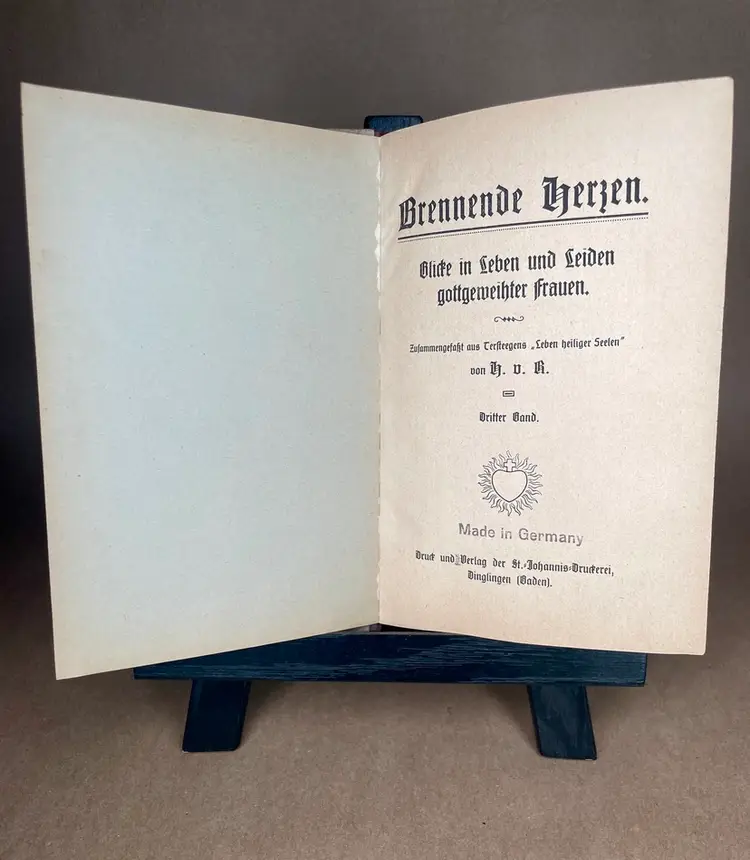 Brennende Herzen.
Blicke in Leben und Leiden
gottgeweihter Frauen.
Zusammengefaßt aus Tersteegens „Leben heiliger Seelen“
von H. v. R.
Dritter Band.
Made in Germany
Druck und Verlag der St.-Johannis-Druckerei,
Dinglingen (Baden).